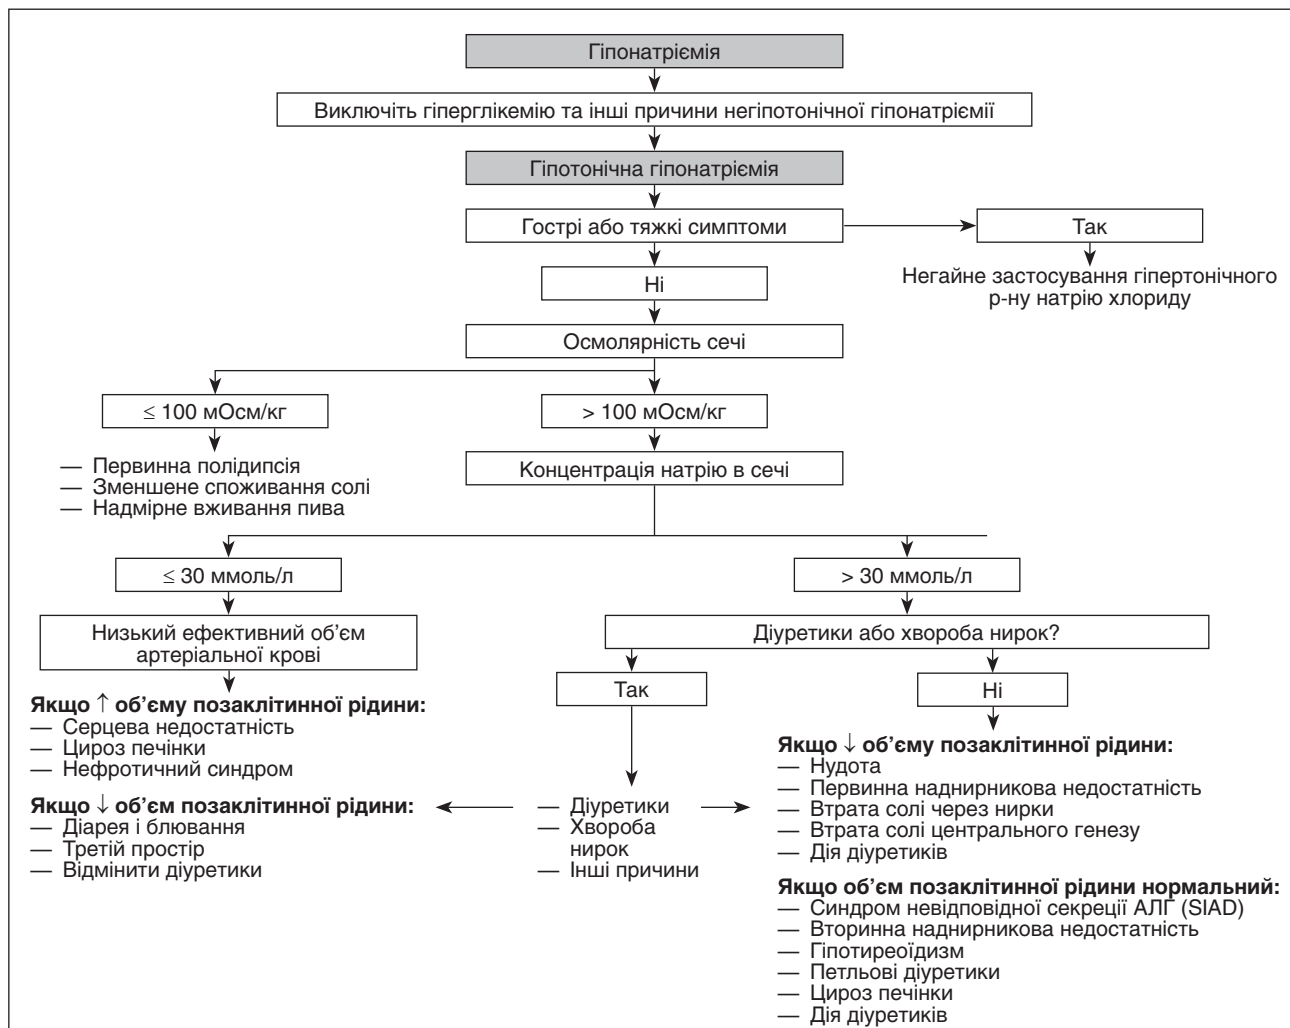 Гіпонатріємія
Виключіть гіперглікемію та інші причини негіпотонічної гіпонатріємії
Гіпотонічна гіпонатріємія
Гострі або тяжкі симптоми
Так
Ні
Негайне застосування гіпертонічного
р-ну натрію хлориду
Осмолярність сечі
≤ 100 мОсм/кг
> 100 мОсм/кг
— Первинна полідипсія
— Зменшене споживання солі
— Надмірне вживання пива
Концентрація натрію в сечі
≤ 30 ммоль/л
> 30 ммоль/л
Низький ефективний об’єм
артеріальної крові
Діуретики або хвороба нирок?
Так
Ні
Якщо ↑ об’єму позаклітинної рідини:
— Серцева недостатність
— Цироз печінки
— Нефротичний синдром
Якщо ↓ об’єм позаклітинної рідини:
— Діарея і блювання
— Третій простір
— Відмінити діуретики
— Діуретики
— Хвороба
нирок
— Інші причини
Якщо ↓ об’єму позаклітинної рідини:
— Нудота
— Первинна наднирникова недостатність
— Втрата солі через нирки
— Втрата солі центрального генезу
— Дія діуретиків
Якщо об’єм позаклітинної рідини нормальний:
— Синдром невідповідної секреції АЛГ (SIAD)
— Вторинна наднирникова недостатність
— Гіпотиреоїдизм
— Петльові діуретики
— Цироз печінки
— Дія діуретиків